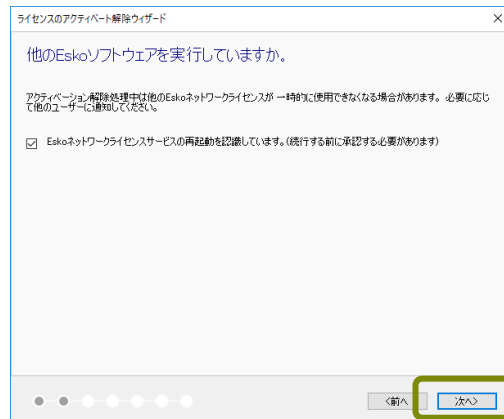 ライセンスのアクティベート解除ウィザード
他のEskoソフトウェアを実行していますか。
アクティベーション解除処理中は他のEskoネットワークライセンスが一時的に使用できなくなる場合があります。必要に応じ
て他のユーザーに通知してください。
Eskoネットワークライセンスサービスの再起動を認識しています。(続行する前に承認する必要があります)
<前へ
次へ>